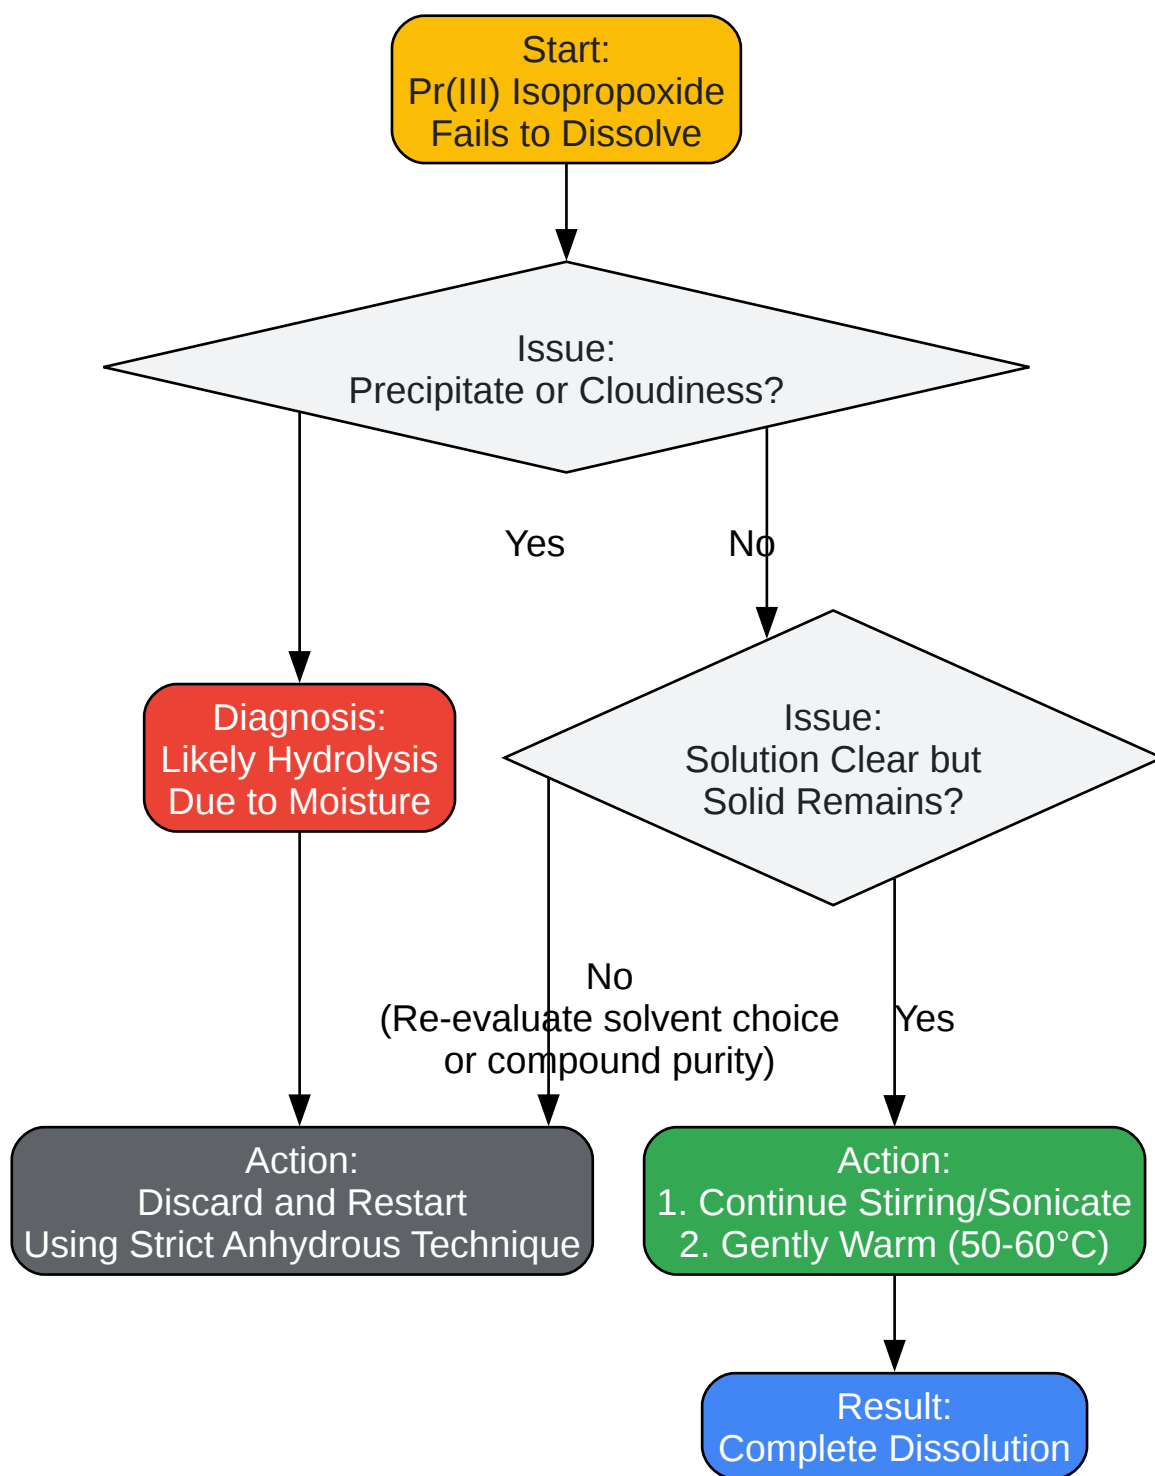 Start:
Pr(III) Isopropoxide
Fails to Dissolve
Issue:
Precipitate or Cloudiness?
Yes
No
Diagnosis:
Likely Hydrolysis
Due to Moisture
Issue:
Solution Clear but
Solid Remains?
No
(Re-evaluate solvent choice
or compound purity)
Yes
Action:
Discard and Restart
Using Strict Anhydrous Technique
Action:
1. Continue Stirring/Sonicate
2. Gently Warm (50-60°C)
Result:
Complete Dissolution